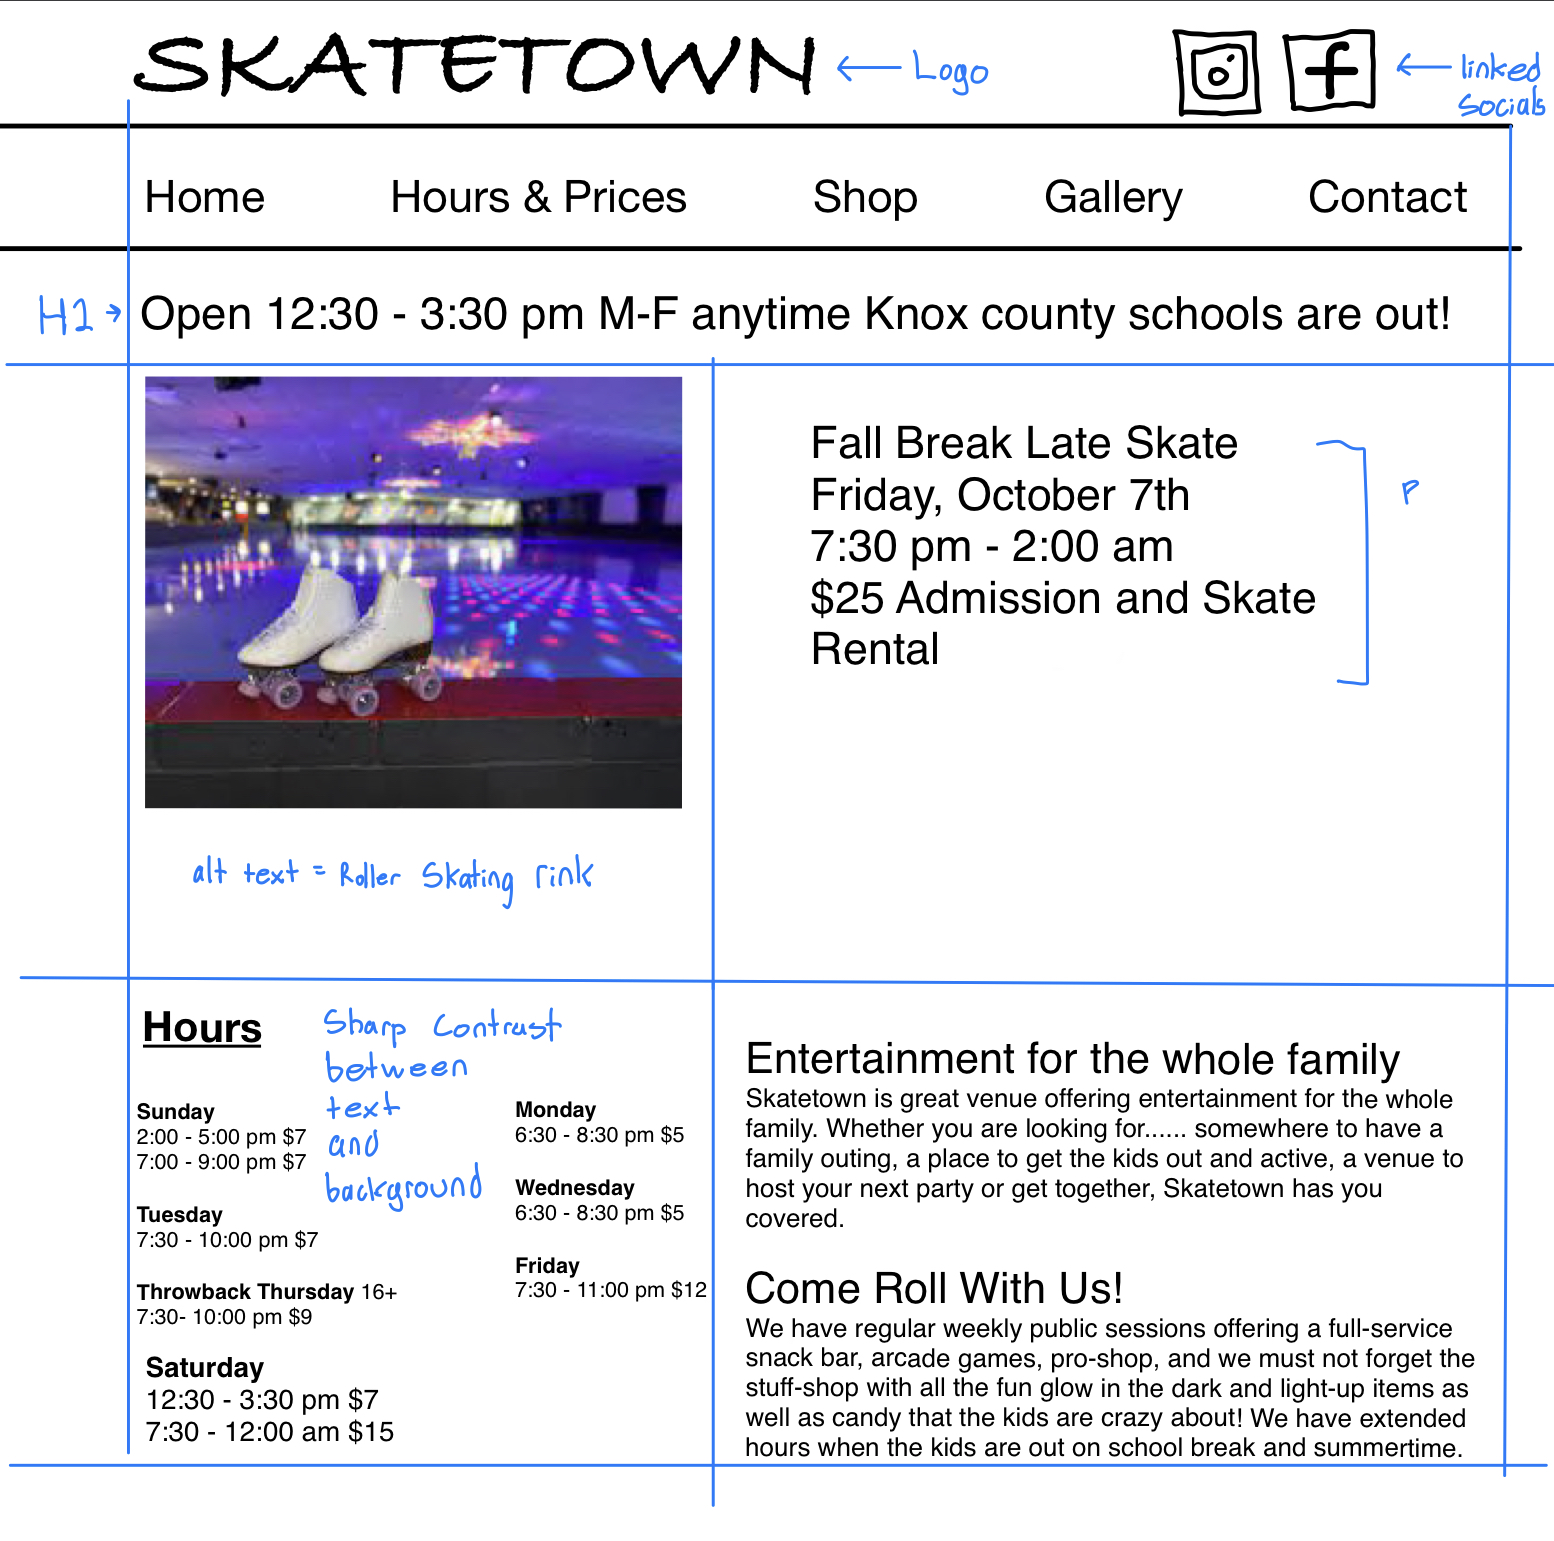 SKATETOWN
← Logo
linked
Socials
Home
Hours & Prices
Shop
Gallery
Contact
H1 →
Open 12:30 - 3:30 pm M-F anytime Knox county schools are out!
Fall Break Late Skate
Friday, October 7th
7:30 pm - 2:00 am
$25 Admission and Skate
Rental
P
alt text = Roller Skating rink
Hours
Sharp Contrast
between
text
and
background
Sunday
2:00 - 5:00 pm $7
7:00 - 9:00 pm $7
Tuesday
7:30 - 10:00 pm $7
Throwback Thursday 16+
7:30- 10:00 pm $9
Saturday
12:30 - 3:30 pm $7
7:30 - 12:00 am $15
Monday
6:30 - 8:30 pm $5
Wednesday
6:30 - 8:30 pm $5
Friday
7:30 - 11:00 pm $12
Entertainment for the whole family
Skatetown is great venue offering entertainment for the whole
family. Whether you are looking for...... somewhere to have a
family outing, a place to get the kids out and active, a venue to
host your next party or get together, Skatetown has you
covered.
Come Roll With Us!
We have regular weekly public sessions offering a full-service
snack bar, arcade games, pro-shop, and we must not forget the
stuff-shop with all the fun glow in the dark and light-up items as
well as candy that the kids are crazy about! We have extended
hours when the kids are out on school break and summertime.